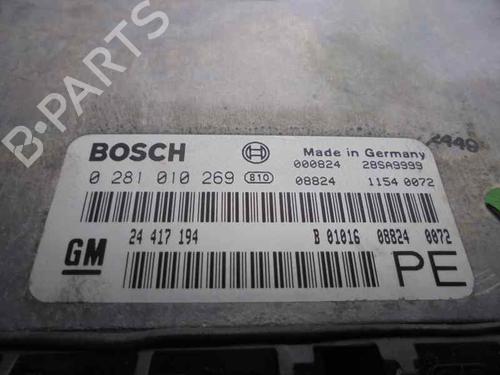 B-PARTS
2448
BOSCH Made in Germany
000824 28SA9999
0 281 010 269 810 08824 1154 0072
24 417 194 B 01016 08824 0072
GM PE